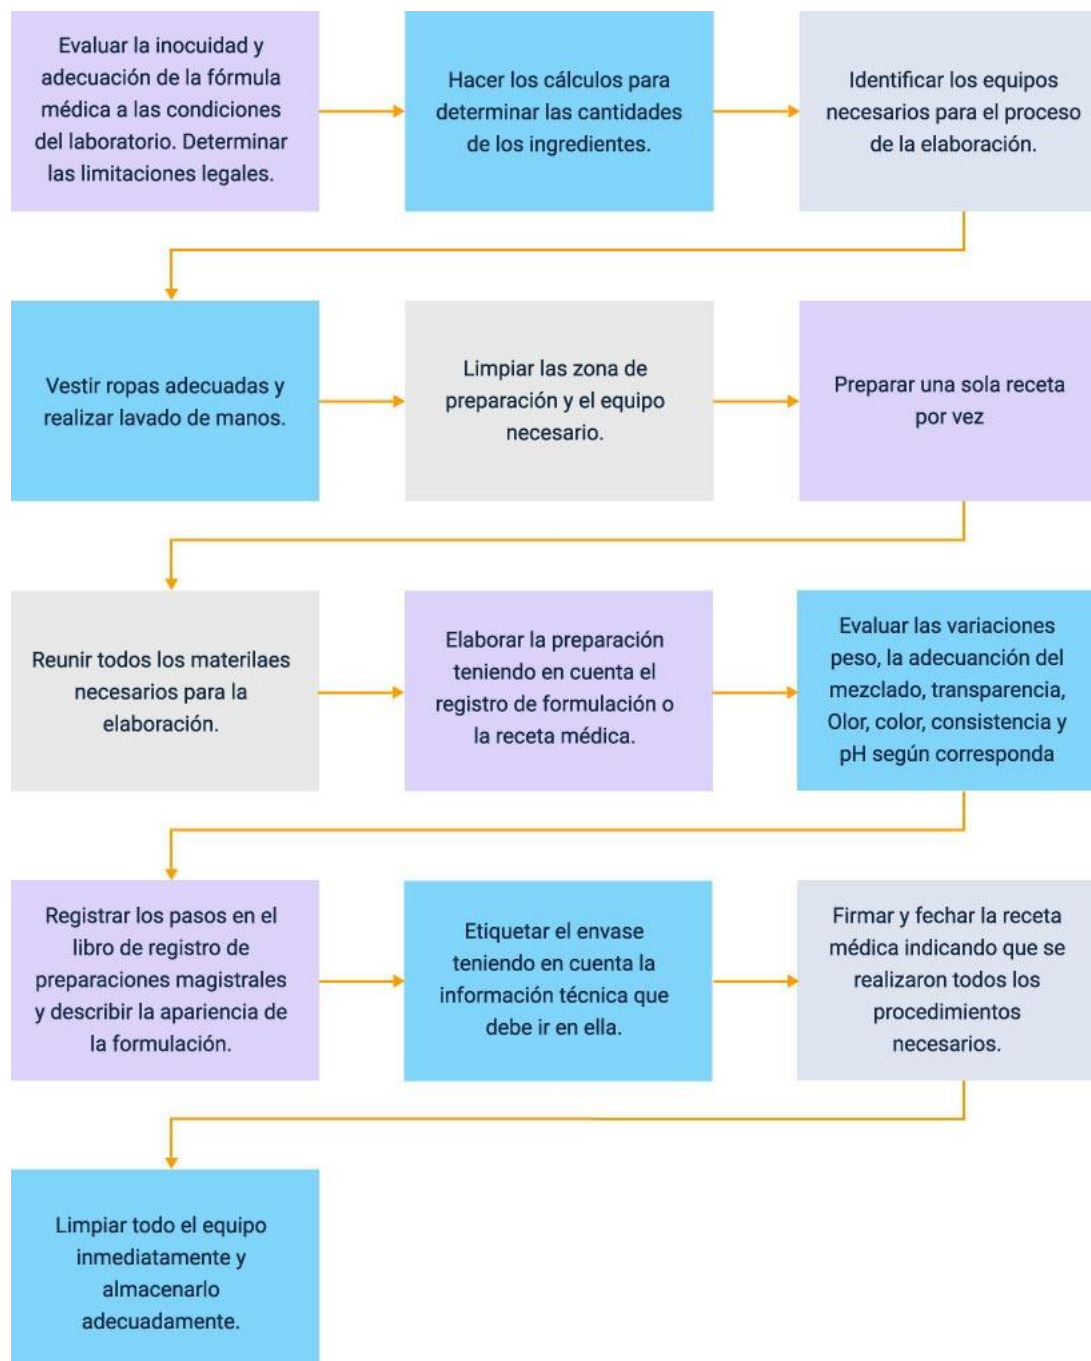 Evaluar la inocuidad y
adecuación de la fórmula
médica a las condiciones
del laboratorio. Determinar
las limitaciones legales.
Hacer los cálculos para
determinar las cantidades
de los ingredientes.
Identificar los equipos
necesarios para el proceso
de la elaboración.
Vestir ropas adecuadas y
realizar lavado de manos.
Limpiar las zona de
preparación y el equipo
necesario.
Preparar una sola receta
por vez
Reunir todos los materilaes
necesarios para la
elaboración.
Elaborar la preparación
teniendo en cuenta el
registro de formulación o
la receta médica.
Evaluar las variaciones
peso, la adecuanción del
mezclado, transparencia,
Olor, color, consistencia y
pH según corresponda
Registrar los pasos en el
libro de registro de
preparaciones magistrales
y describir la apariencia de
la formulación.
Etiquetar el envase
teniendo en cuenta la
información técnica que
debe ir en ella.
Firmar y fechar la receta
médica indicando que se
realizaron todos los
procedimientos
necesarios.
Limpiar todo el equipo
inmediatamente y
almacenarlo
adecuadamente.